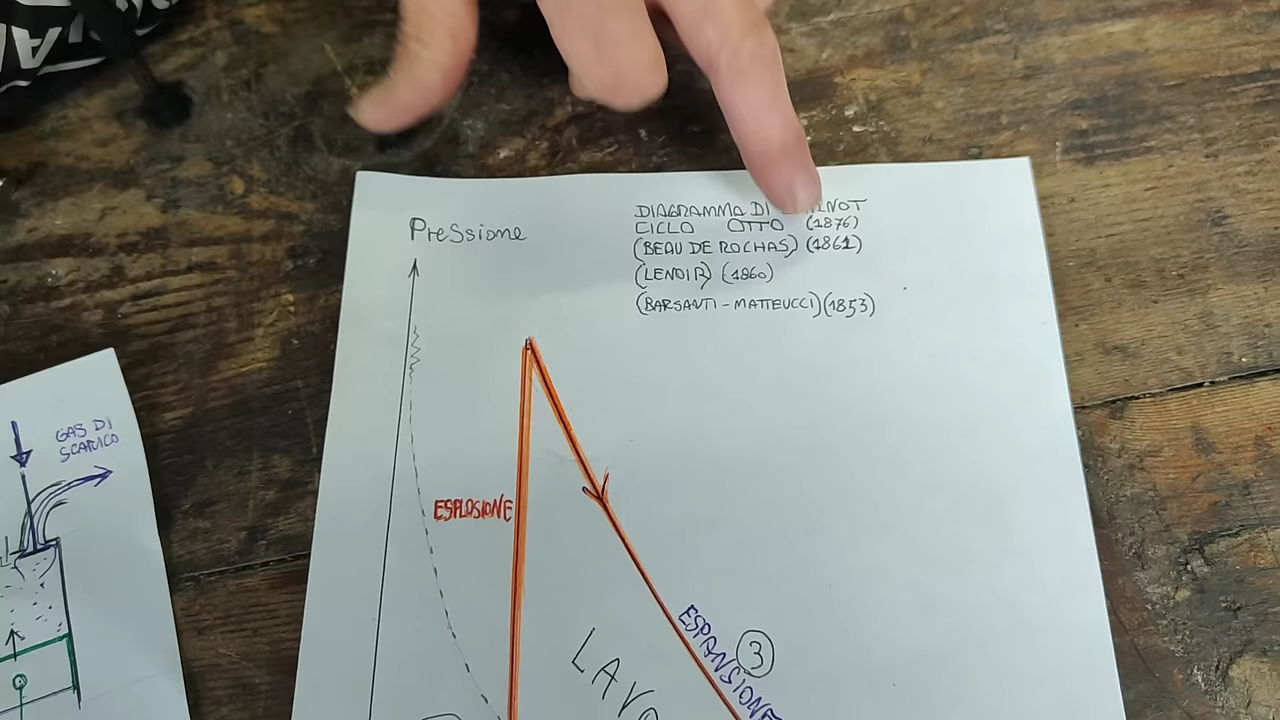 Pressione
DIAGRAMMA DI
CICLO OTTO (1876)
(BEAU DE ROCHAS) (1861)
(LENOIR) (1860)
(BARSANTI-MATTEUCCI)(1853)
GAS DI
SCARICO
ESPLOSIONE
ESPANSIONE
3